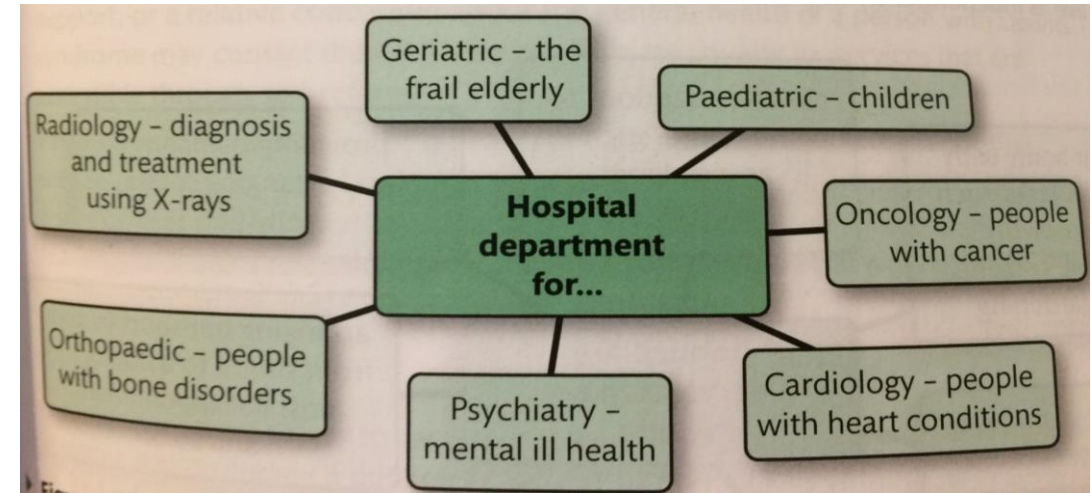 Geriatric – the
frail elderly
Paediatric – children
Radiology – diagnosis
and treatment
using X-rays
Hospital
department
for...
Oncology – people
with cancer
Orthopaedic – people
with bone disorders
Psychiatry –
mental ill health
Cardiology – people
with heart conditions